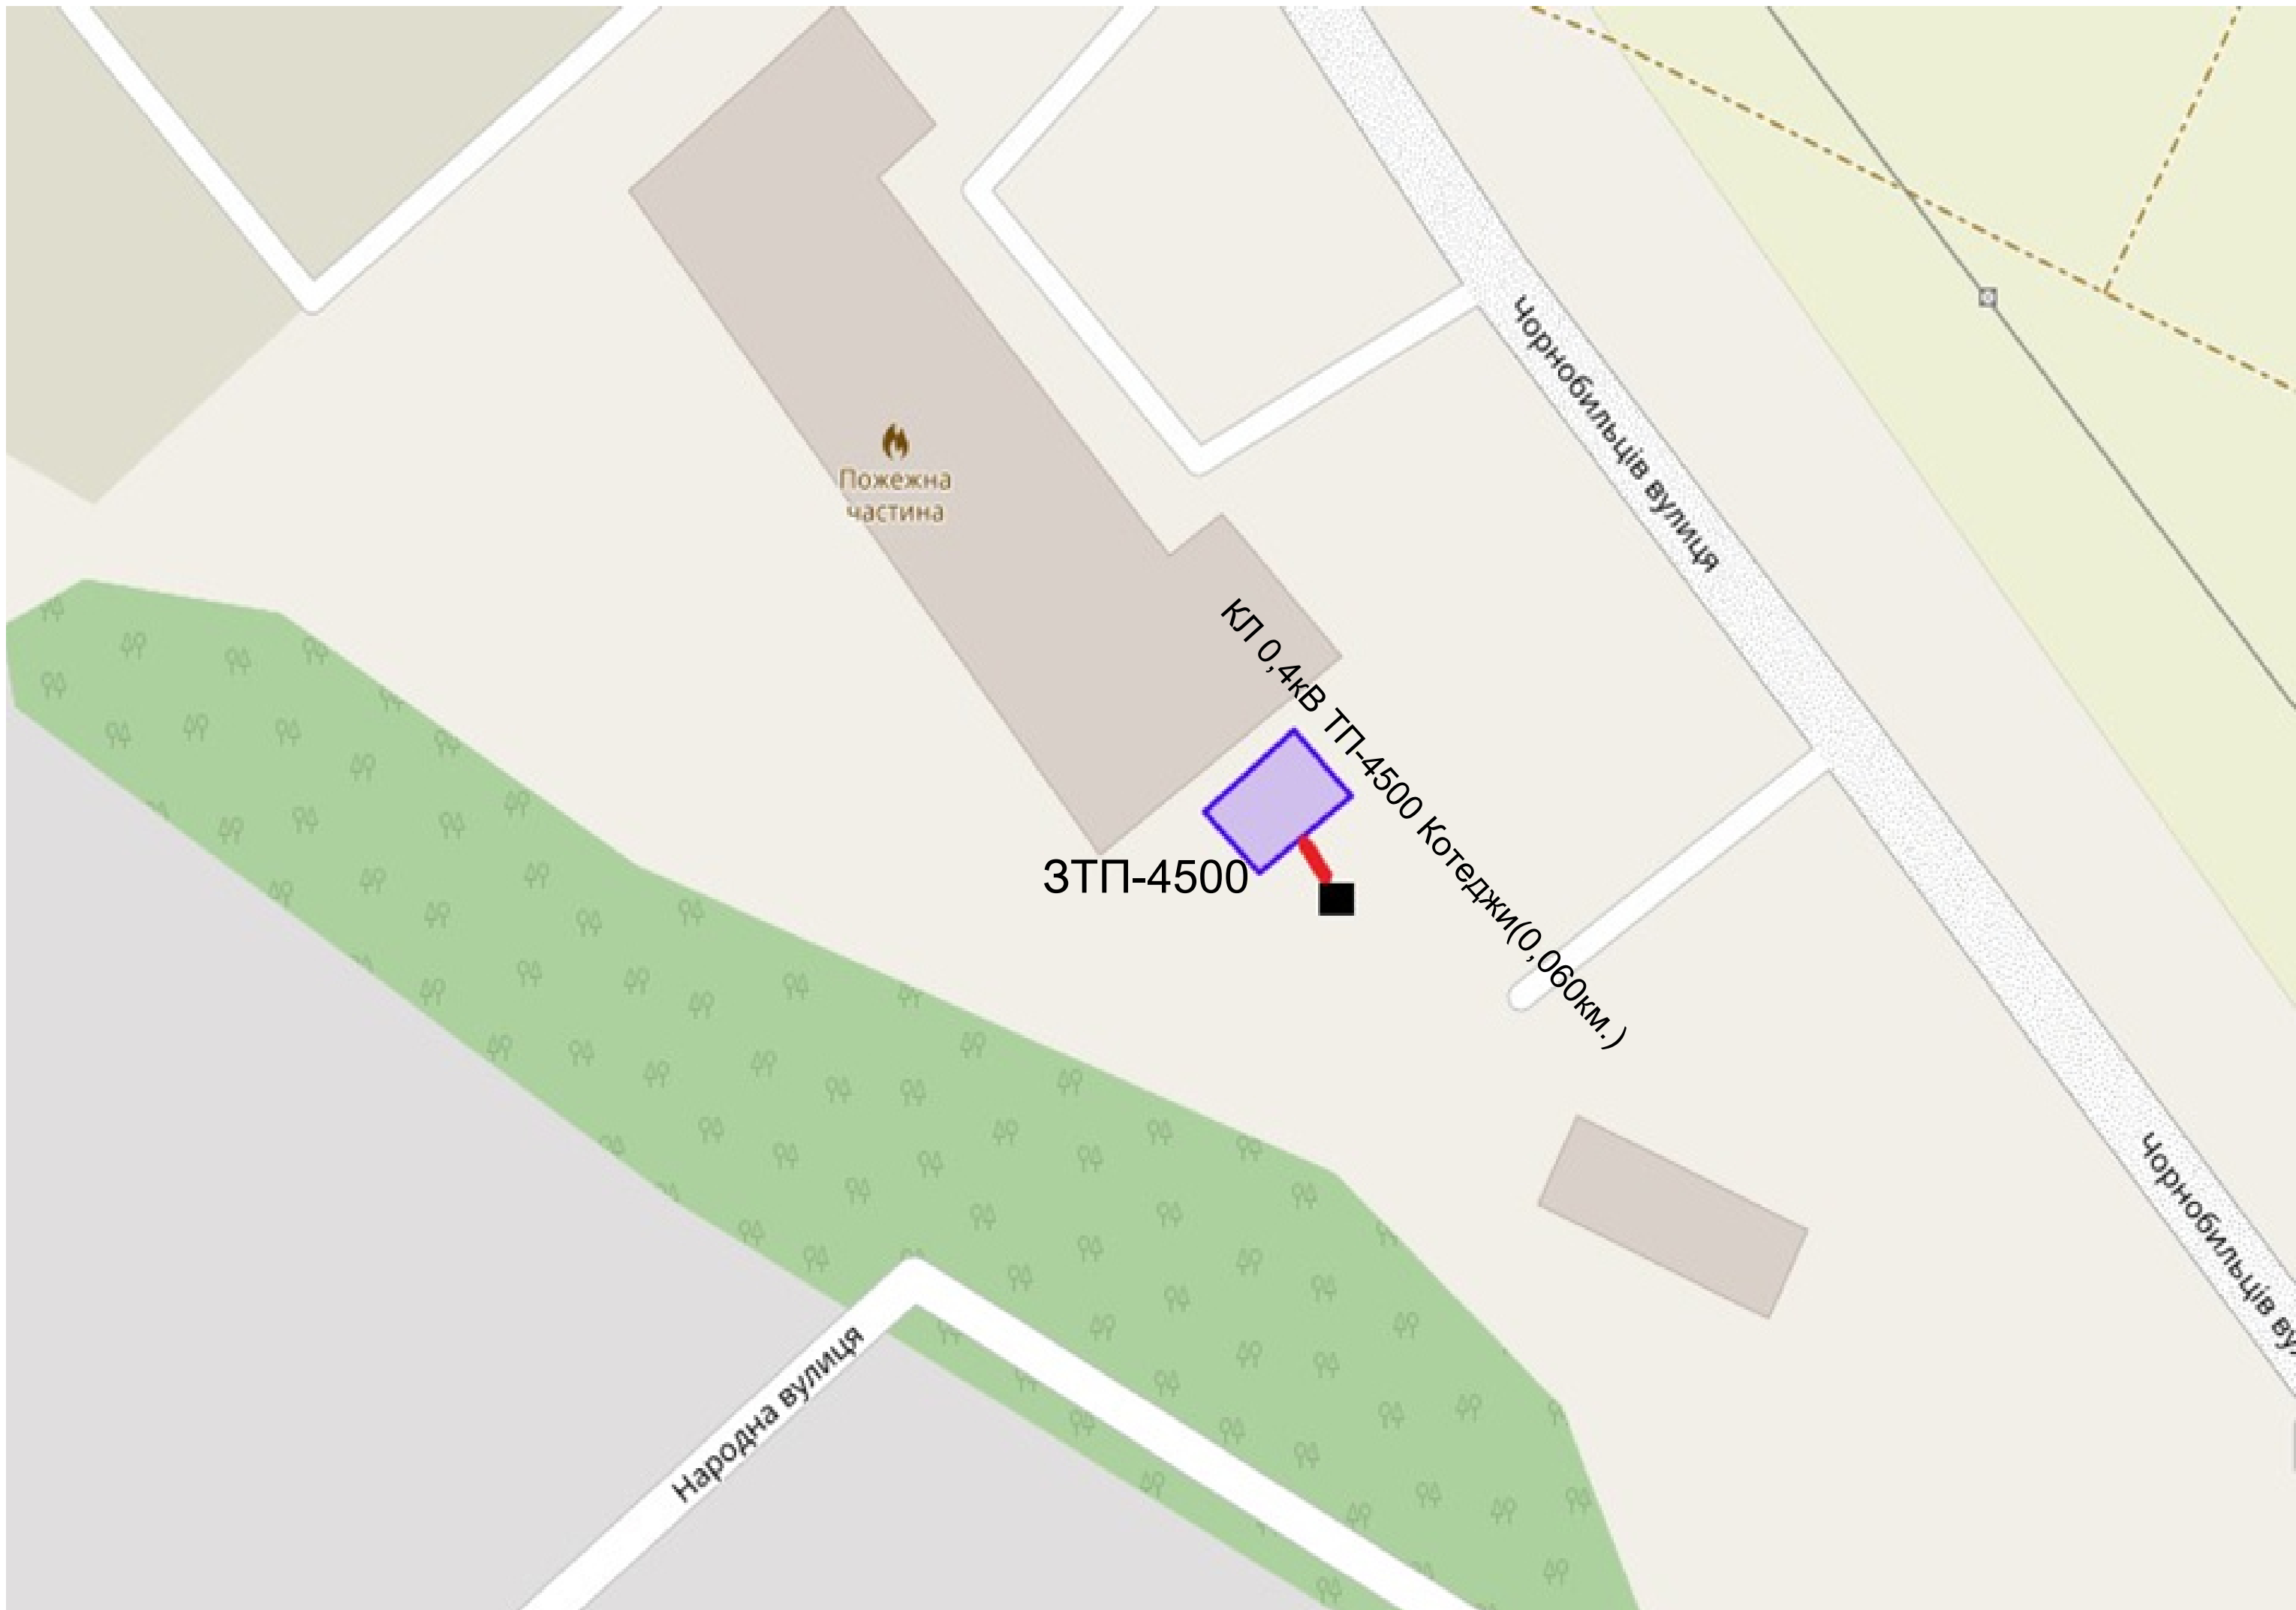 Чорнобильців вулиця
Пожежна
частина
КЛ 0,4кВ ТП-4500 Котеджи(0,060км.)
ЗТП-4500
Чорнобильців ву
Народна вулиця